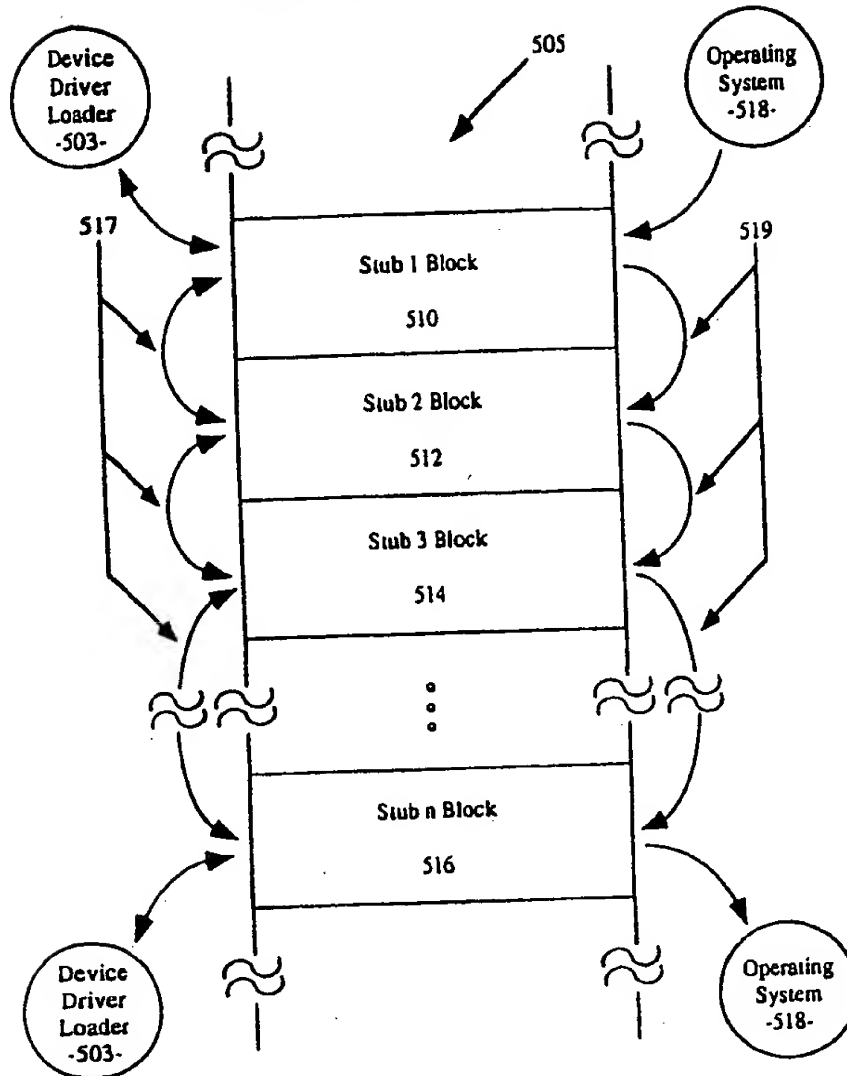 Device
Driver
Loader
-503-
505
Operating
System
-518-
517
519
Stub 1 Block
510
Stub 2 Block
512
Stub 3 Block
514
Stub n Block
516
Device
Driver
Loader
-503-
Operating
System
-518-